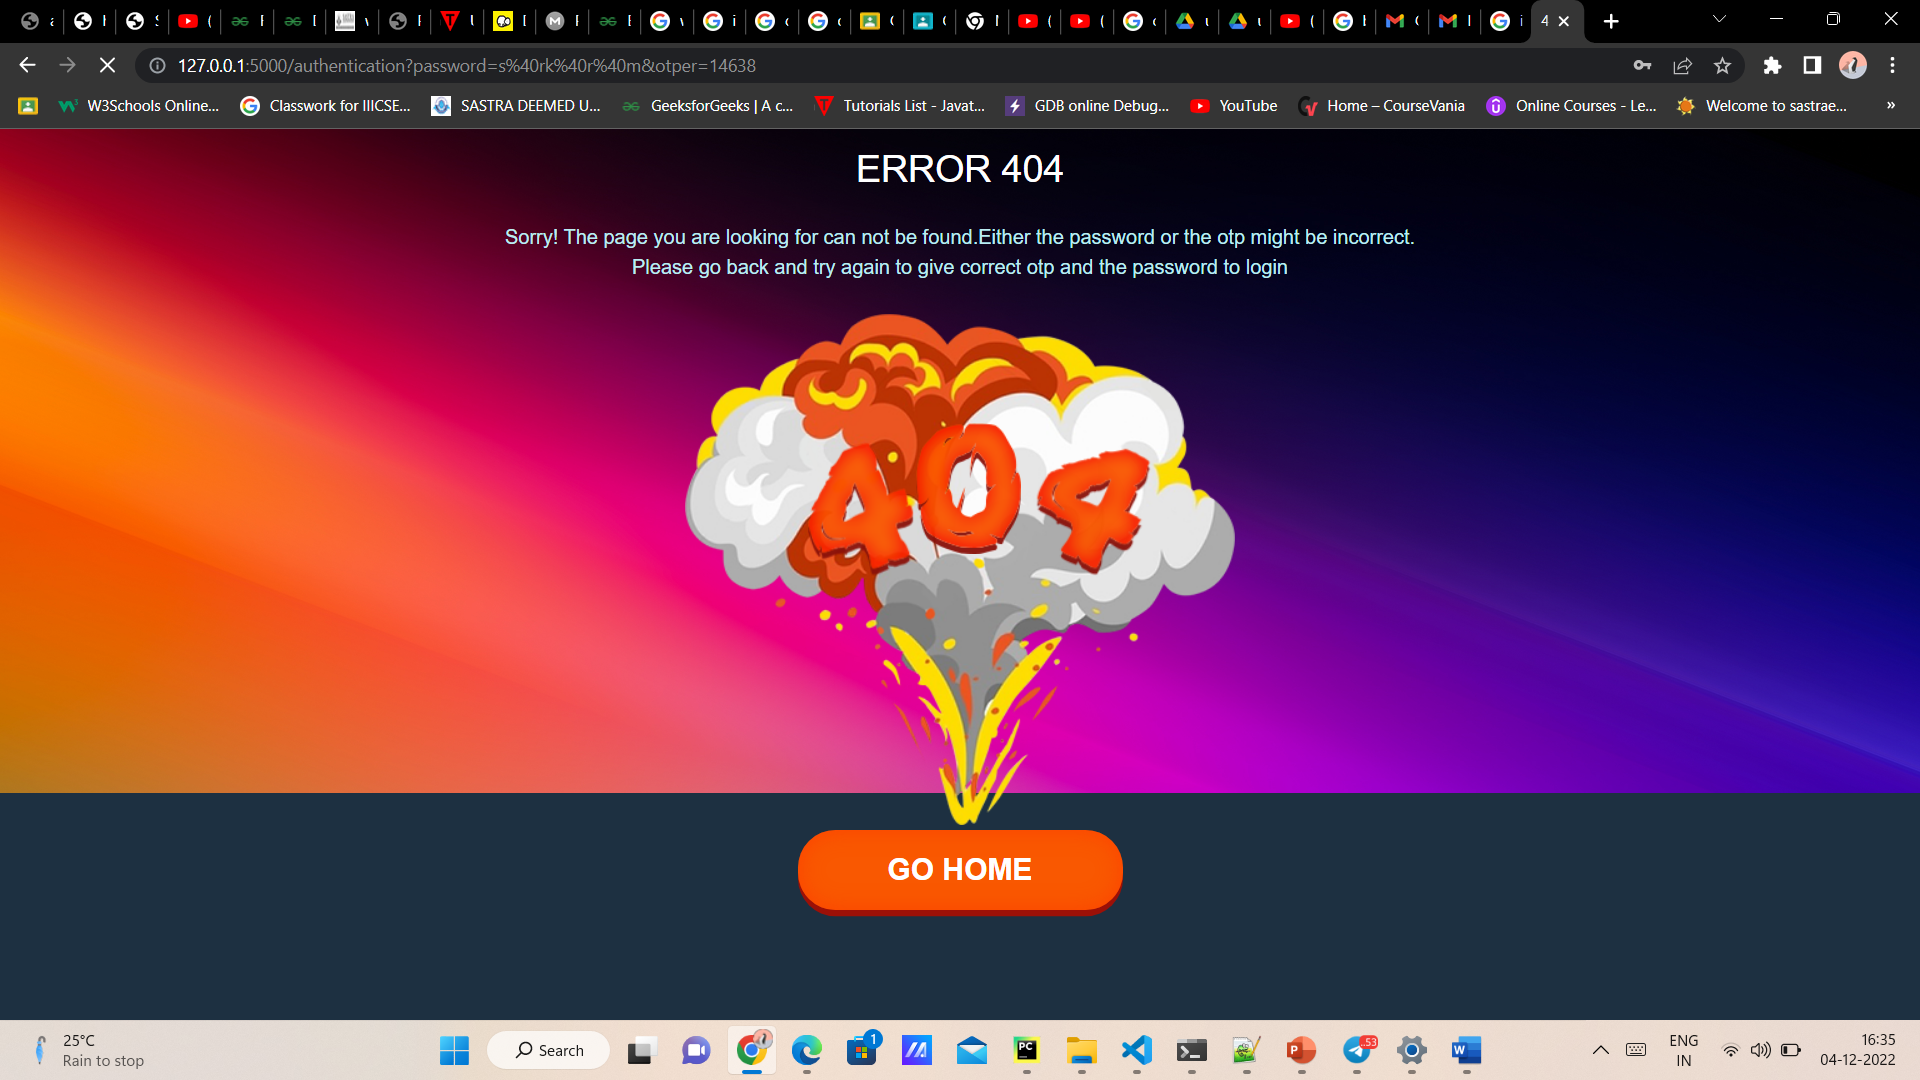 127.0.0.1:5000/authentication?password=s%40rk%40r%40m&otper=14638
W3Schools Online...
Classwork for IIICSE...
SASTRA DEEMED U...
GeeksforGeeks | A c...
Tutorials List - Javat...
GDB online Debug...
YouTube
Home – CourseVania
Online Courses - Le...
Welcome to sastrae...
»
ERROR 404
Sorry! The page you are looking for can not be found.Either the password or the otp might be incorrect.
Please go back and try again to give correct otp and the password to login
404
GO HOME
25°C
Rain to stop
Search
1
PC
53
ENG
IN
16:35
04-12-2022